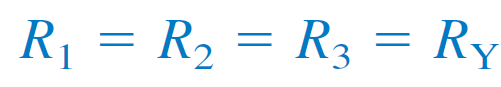 R₁ = R₂ = R₃ = R_Y